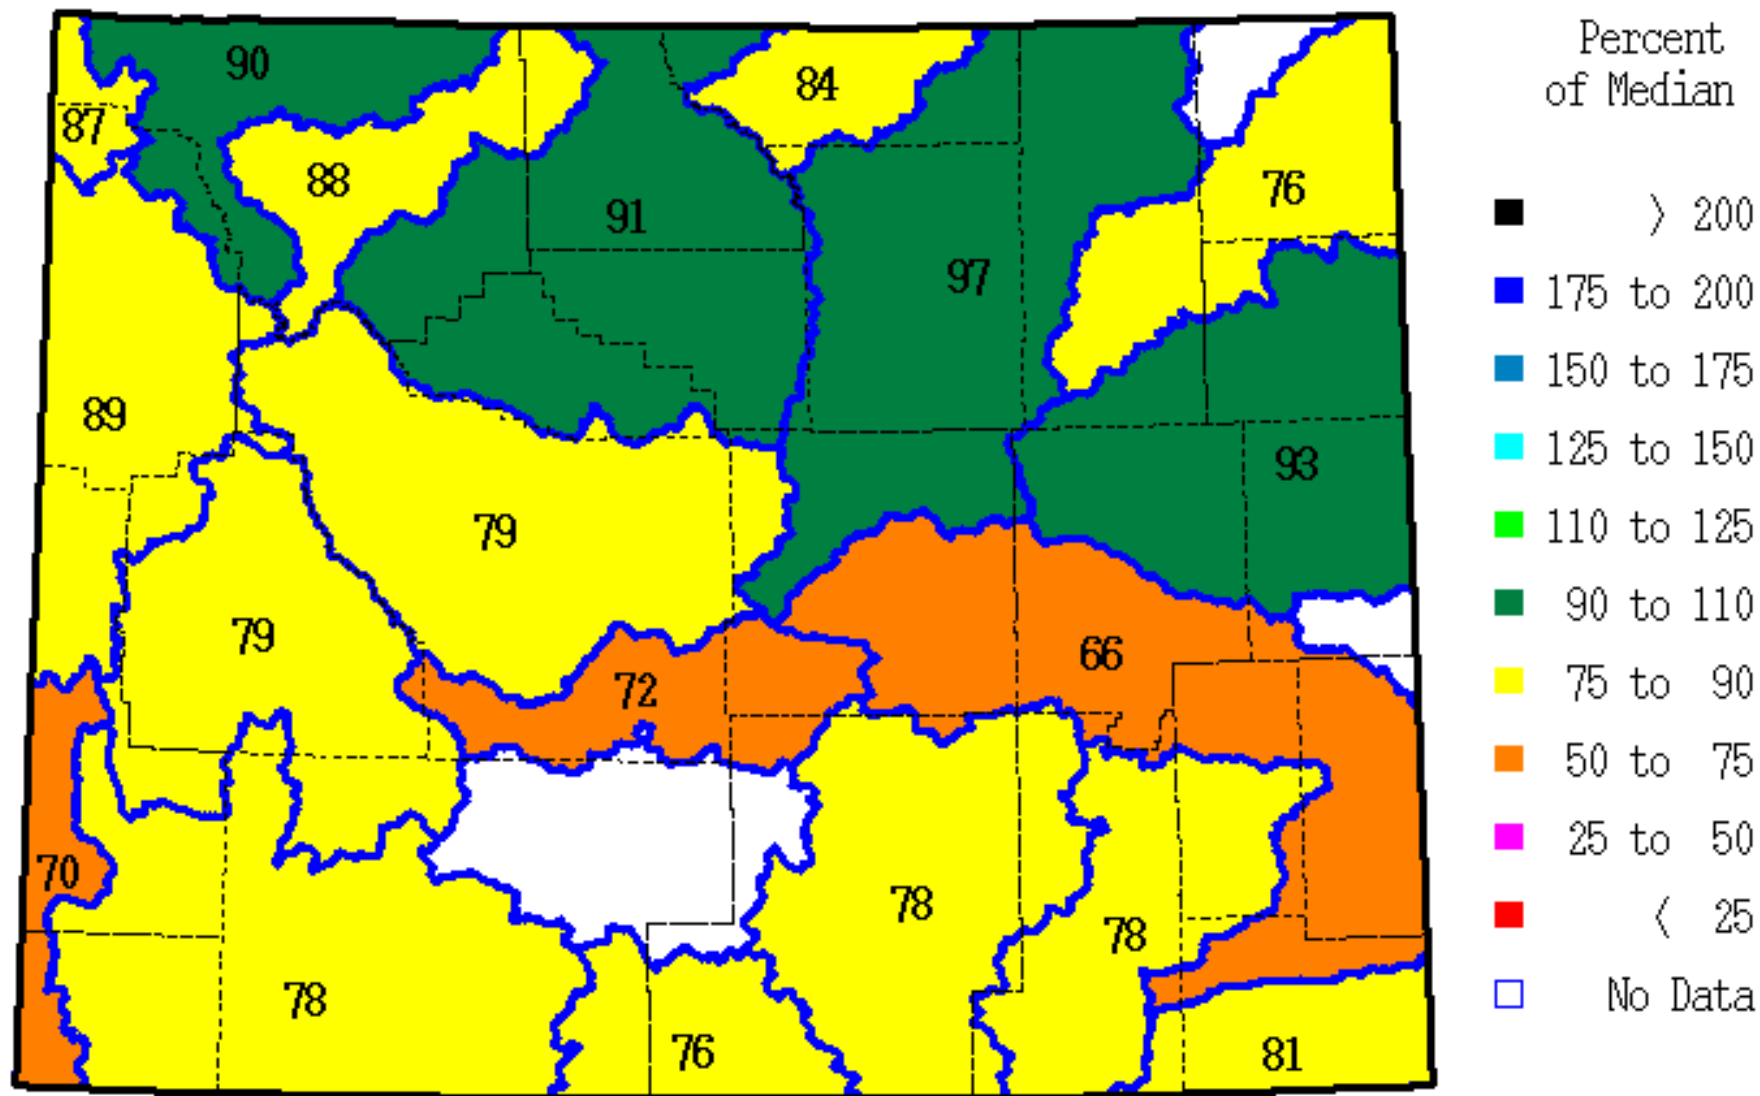 90
87
88
84
91
76
97
89
93
79
79
72
66
70
78
78
78
76
81
Percent
of Median
> 200
175 to 200
150 to 175
125 to 150
110 to 125
90 to 110
75 to 90
50 to 75
25 to 50
< 25
No Data